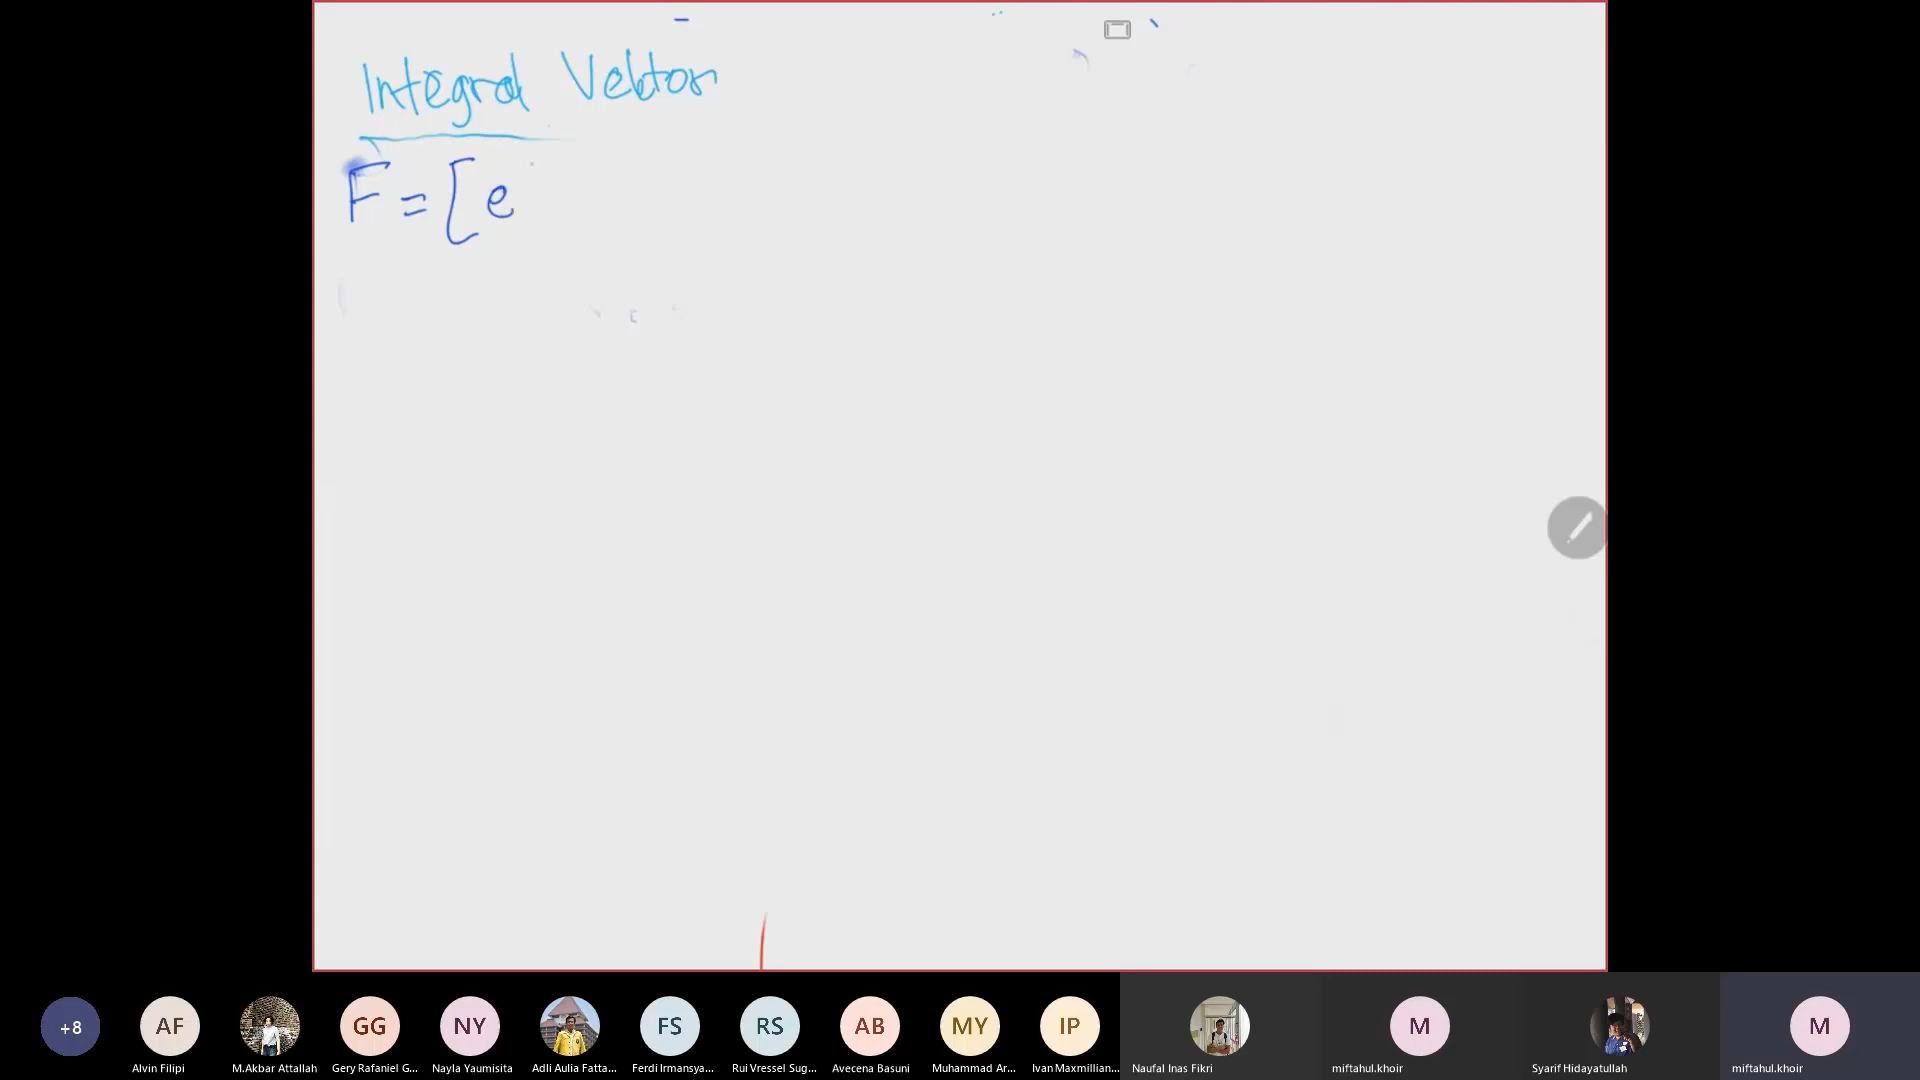 Integral Vektor
F = [ e
+8
AF
GG
NY
FS
RS
AB
MY
IP
M
M
Alvin Filipi
M.Akbar Attallah
Gery Rafaniel G...
Nayla Yaumisita
Adli Aulia Fatta...
Ferdi Irmansya...
Rui Vressel Sug...
Avecena Basuni
Muhammad Ar...
Ivan Maxmillian...
Naufal Inas Fikri
miftahul.khoir
Syarif Hidayatullah
miftahul.khoir